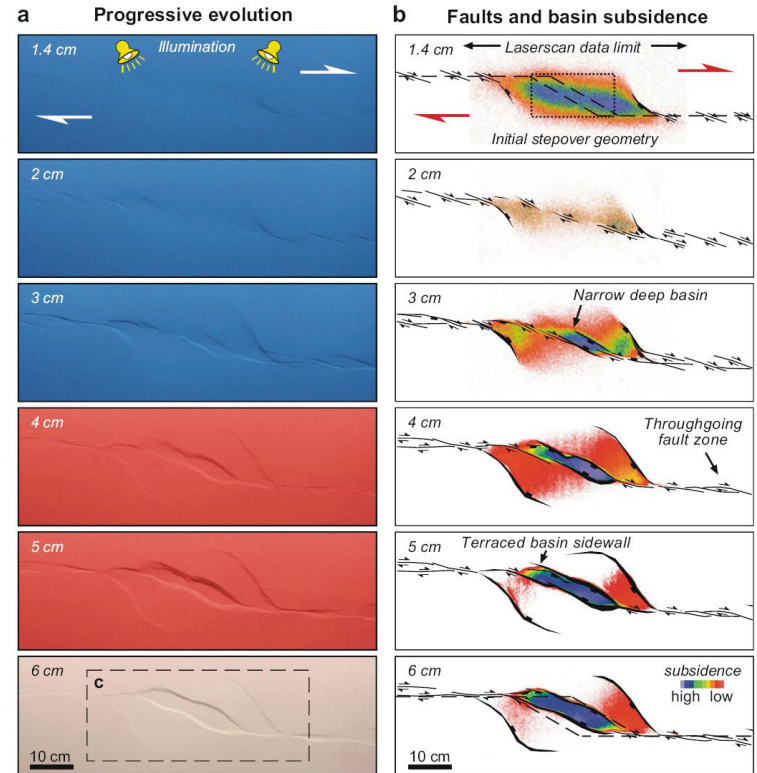 a
Progressive evolution
1.4 cm
Illumination
2 cm
3 cm
4 cm
5 cm
6 cm
c
10 cm
b
Faults and basin subsidence
1.4 cm
Laserscan data limit
Initial stepover geometry
2 cm
3 cm
Narrow deep basin
4 cm
Throughgoing
fault zone
5 cm
Terraced basin sidewall
6 cm
subsidence
high low
10 cm